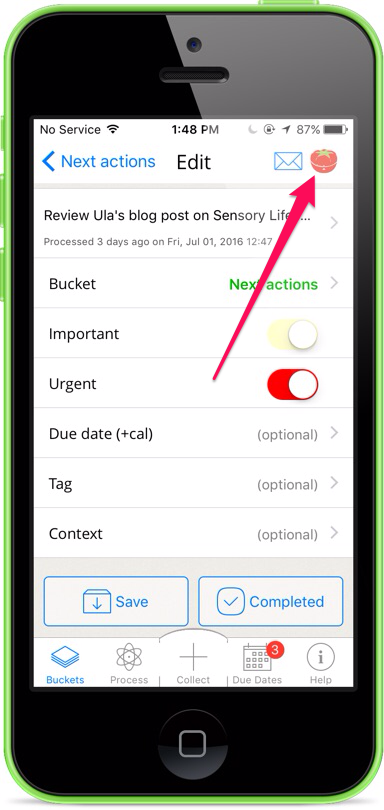 No Service 1:48 PM 87%
Next actions Edit
Review Ula's blog post on Sensory Life...
Processed 3 days ago on Fri, Jul 01, 2016 12:47
Bucket Next actions
Important
Urgent
Due date (+cal) (optional)
Tag (optional)
Context (optional)
Save Completed
3
Buckets Process Collect Due Dates Help